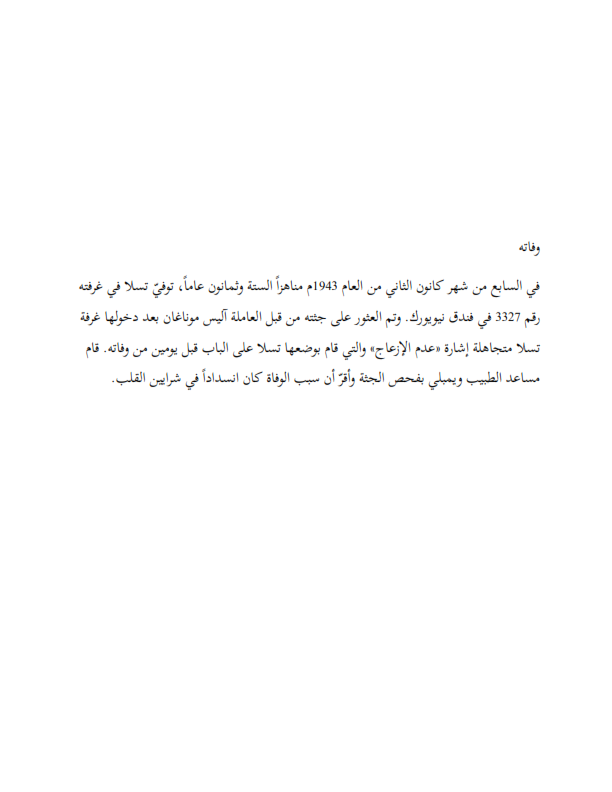 وفاته
في السابع من شهر كانون الثاني من العام 1943م مناهزاً الستة وثمانون عاماً، توفيّ تسلا في غرفته
رقم 3327 في فندق نيويورك. وتم العثور على جثته من قبل العاملة آليس موناغان بعد دخولها غرفة
تسلا متجاهلة إشارة «عدم الإزعاج» والتي قام بوضعها تسلا على الباب قبل يومين من وفاته. قام
مساعد الطبيب ويمبلي بفحص الجثة وأقرّ أن سبب الوفاة كان انسداداً في شرايين القلب.